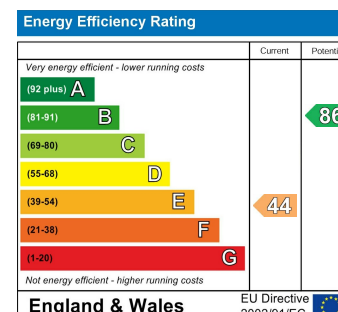 Energy Efficiency Rating
Current
Very energy efficient - lower running costs
(92 plus) A
(81-91) B
86
(69-80) C
(55-68) D
(39-54) E
44
(21-38) F
(1-20) G
Not energy efficient - higher running costs
England & Wales
EU Directive